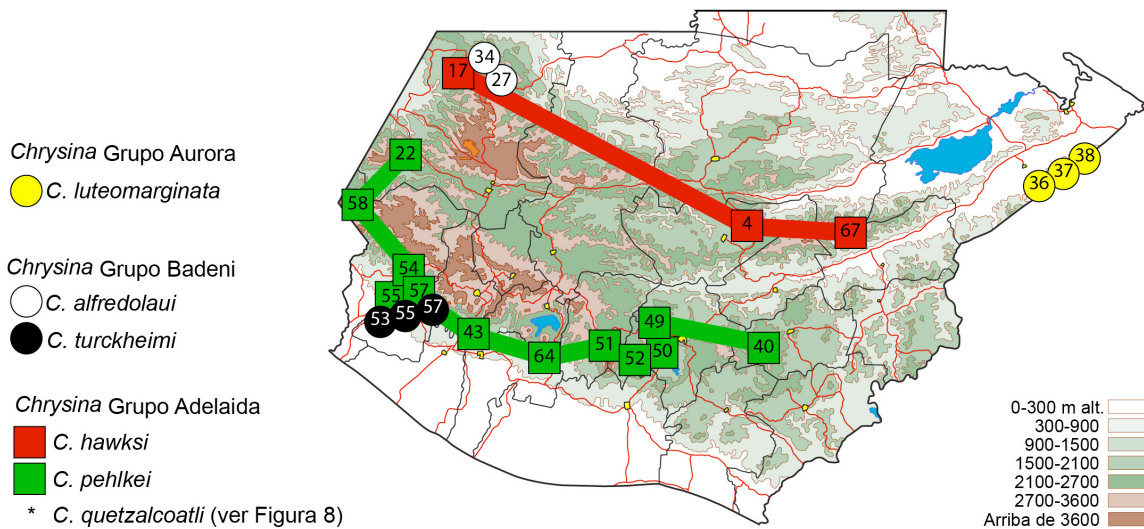 Chrysina Grupo Aurora
C. luteomarginata
Chrysina Grupo Badeni
C. alfredolaui
C. turckheimi
Chrysina Grupo Adelaida
C. hawksi
C. pehlkei
* C. quetzalcoatli (ver Figura 8)
34
17
27
22
58
4
67
38
37
36
54
57
55
57
55
53
43
64
51
52
49
50
40
0-300 m alt.
300-900
900-1500
1500-2100
2100-2700
2700-3600
Arriba de 3600